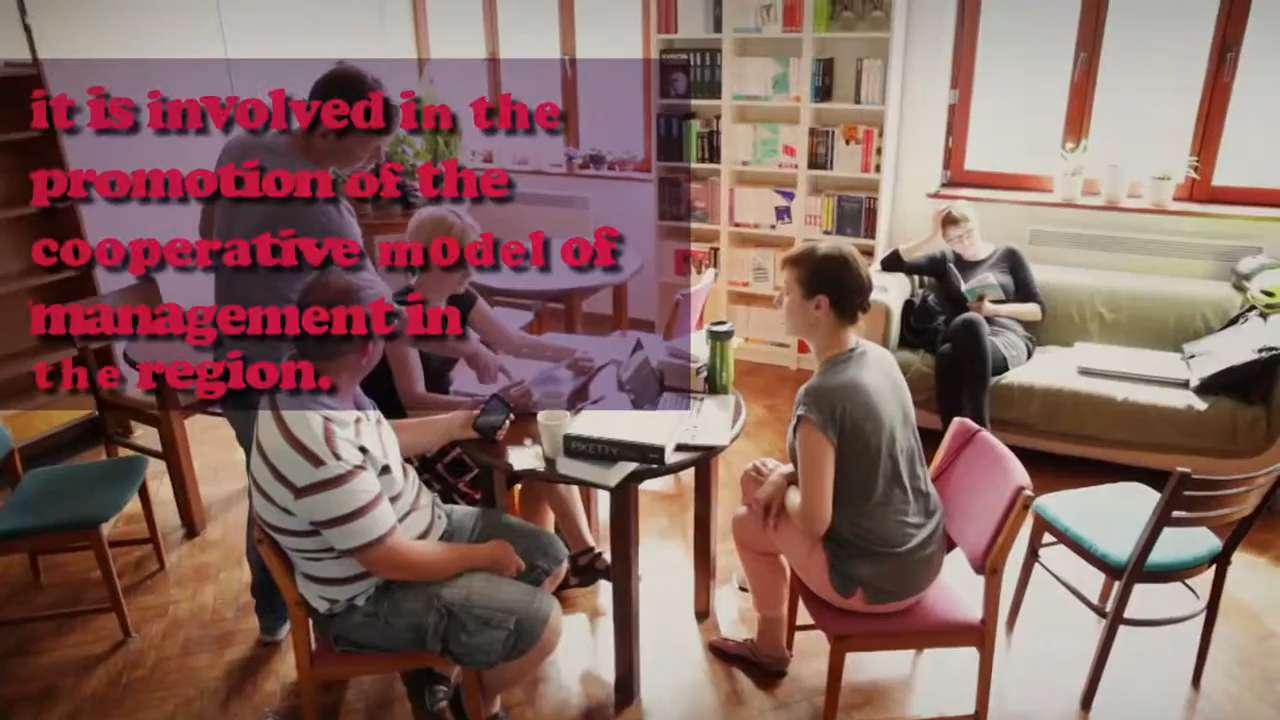 it is involved in the
promotion of the
cooperative model of
management in
the region.
PIKETTY